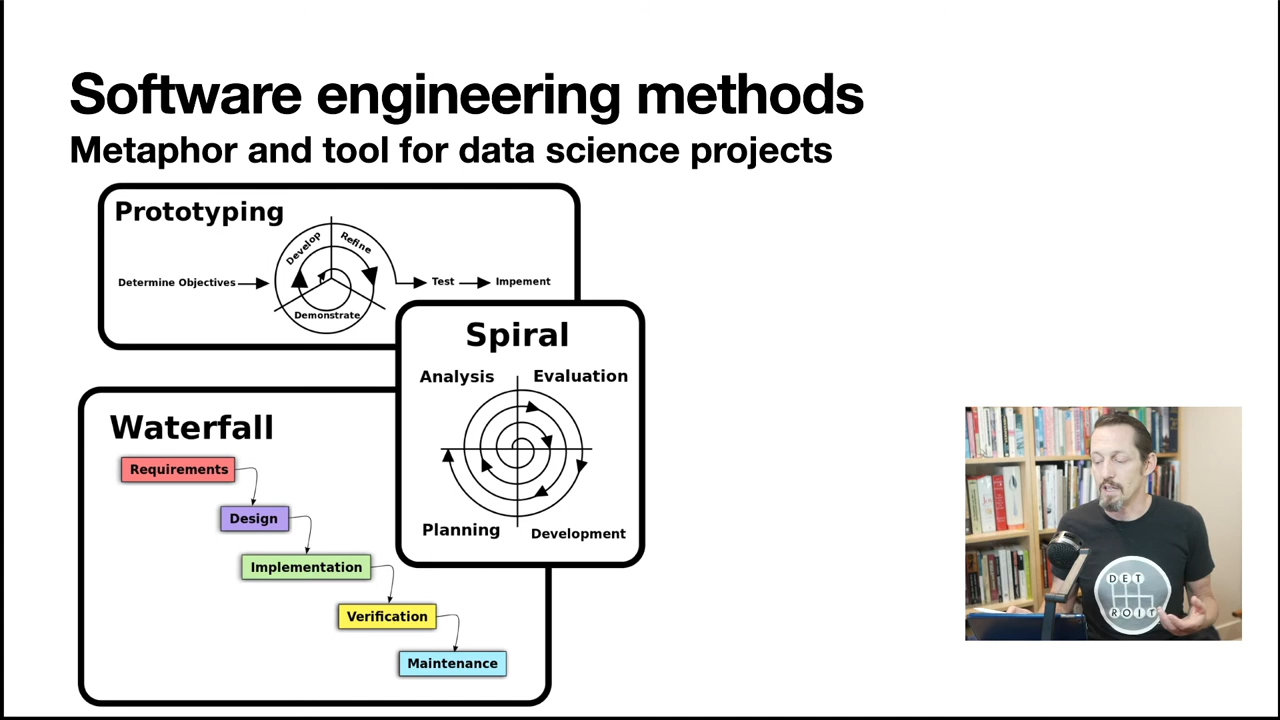 Software engineering methods
Metaphor and tool for data science projects
Prototyping
Develop
Refine
Determine Objectives
Test
Impement
Demonstrate
Spiral
Analysis
Evaluation
Planning
Development
Waterfall
Requirements
Design
Implementation
Verification
Maintenance
DET
ROIT